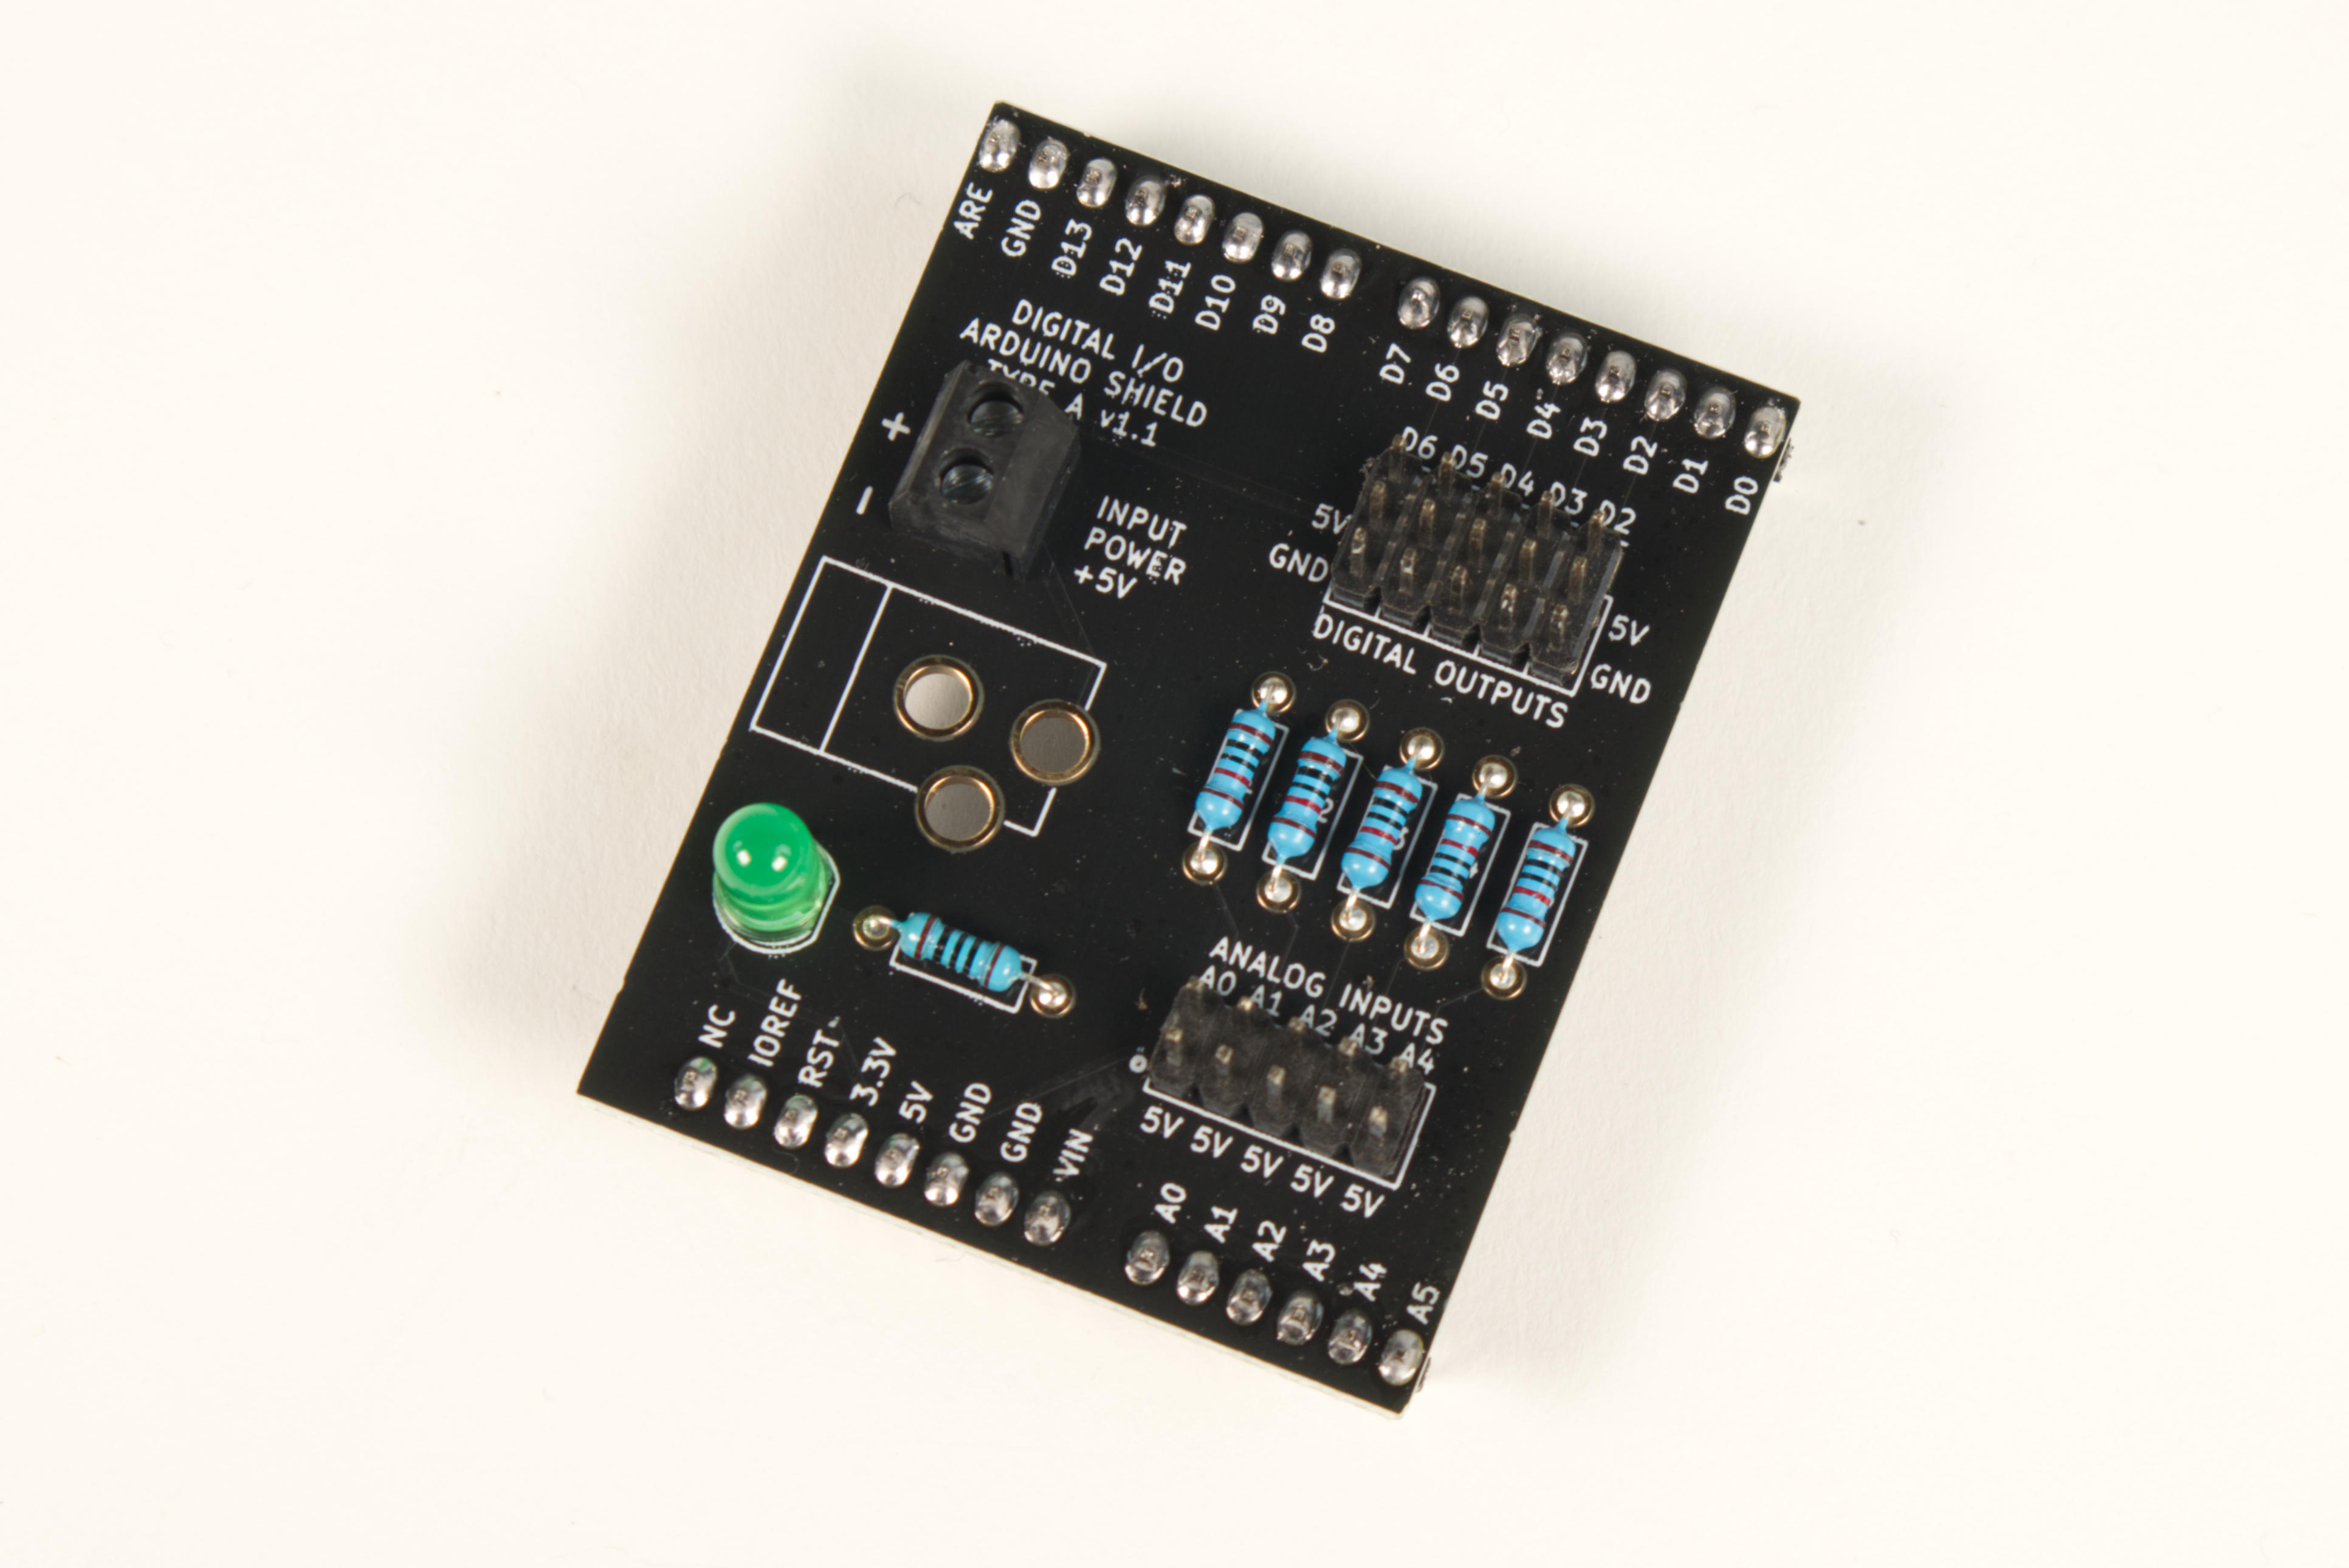 ARE GND D13 D12 D11 D10 D9 D8 D7 D6 D5 D4 D3 D2 D1 D0
DIGITAL I/O
ARDUINO SHIELD
TYPE A v1.1
+
-
INPUT
POWER
+5V
D6 D5 D4 D3 D2
5V
GND
5V
GND
DIGITAL OUTPUTS
ANALOG INPUTS
A0 A1 A2 A3 A4
5V 5V 5V 5V 5V
NC IOREF RST 3.3V 5V GND GND VIN
A0 A1 A2 A3 A4 A5